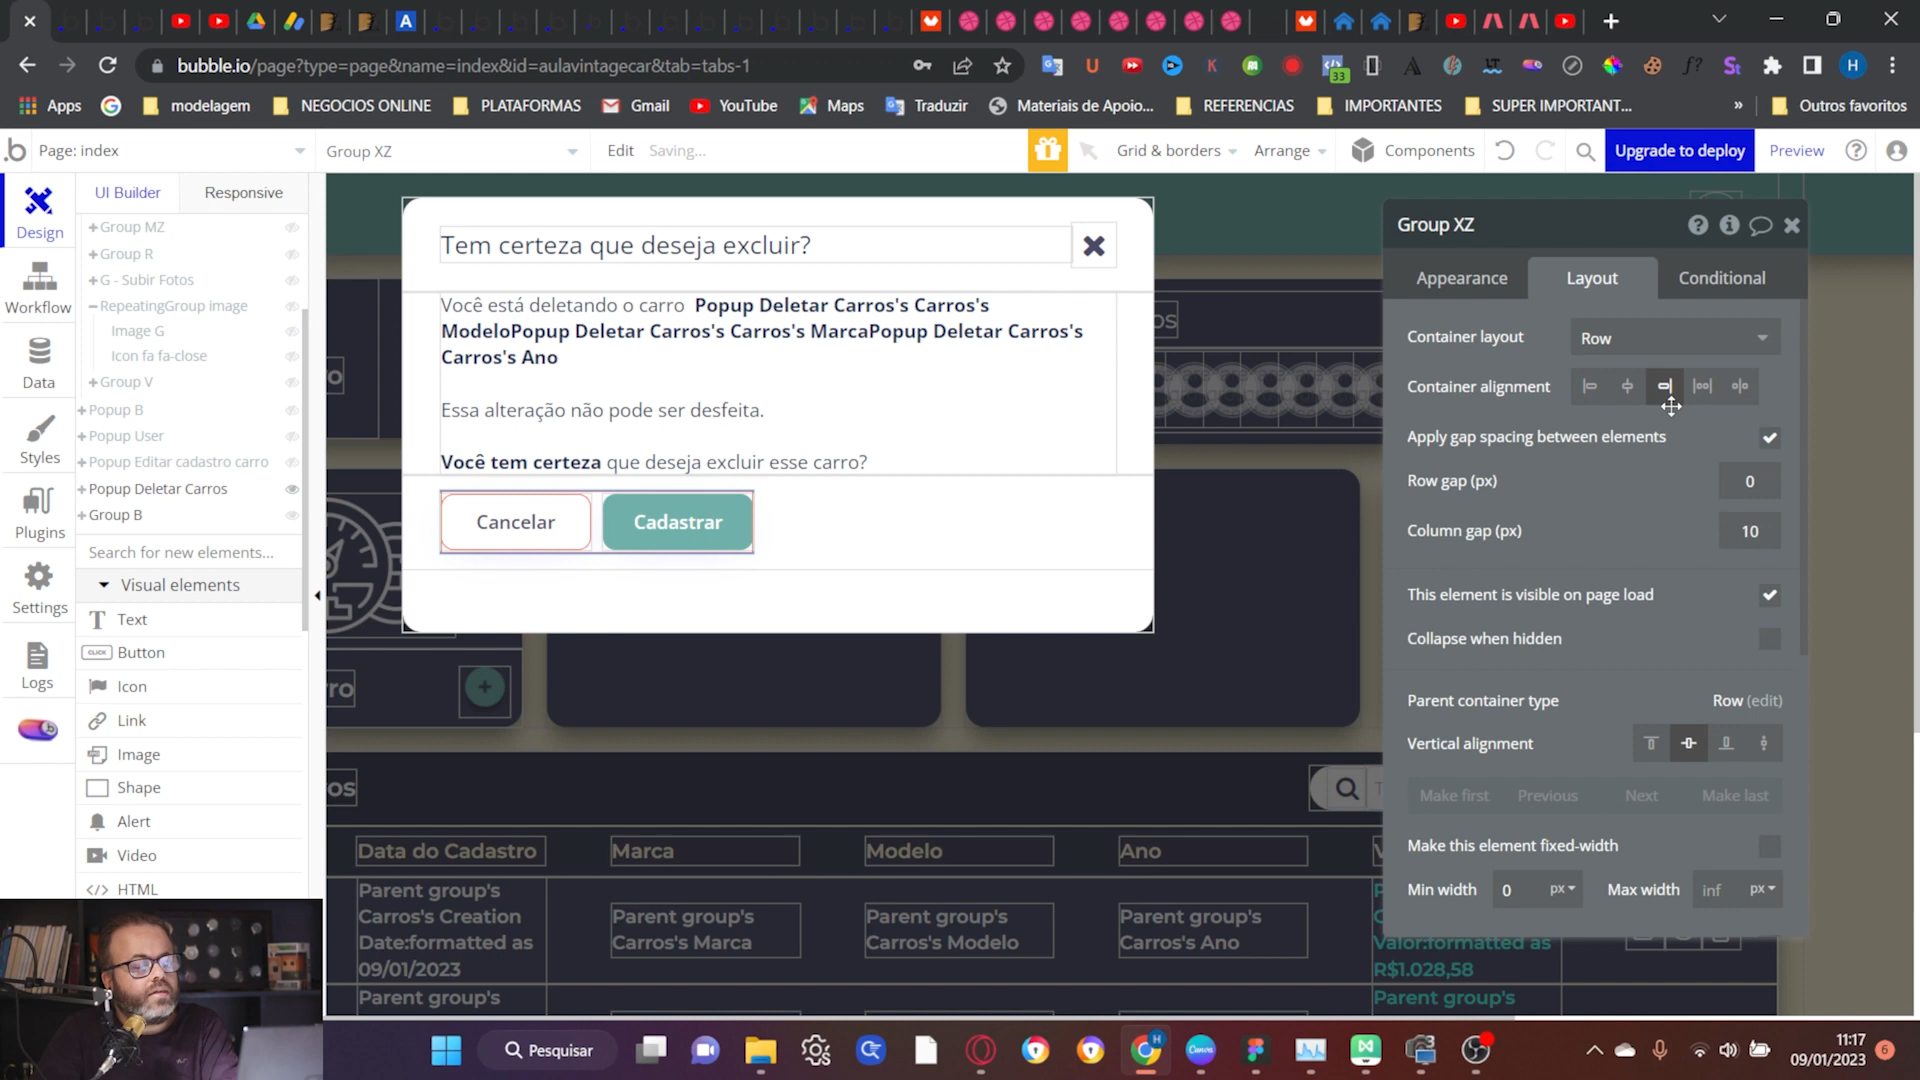 bubble.io/page?type=page&name=index&id=aulavintagecar&tab=tabs-1
33
H
Apps
modelagem
NEGOCIOS ONLINE
PLATAFORMAS
Gmail
YouTube
Maps
Traduzir
Materiais de Apoio...
REFERENCIAS
IMPORTANTES
SUPER IMPORTANT...
»
Outros favoritos
.b
Page: index
Group XZ
Edit
Saving...
Grid & borders
Arrange
Components
Upgrade to deploy
Preview
Design
Workflow
Data
Styles
Plugins
Settings
Logs
UI Builder
Responsive
Group MZ
Group R
G - Subir Fotos
RepeatingGroup image
Image G
Icon fa fa-close
Group V
Popup B
Popup User
Popup Editar cadastro carro
Popup Deletar Carros
Group B
Search for new elements...
Visual elements
Text
CLICK Button
Icon
Link
Image
Shape
Alert
Video
</> HTML
Tem certeza que deseja excluir?
Você está deletando o carro Popup Deletar Carros's Carros's
ModeloPopup Deletar Carros's Carros's MarcaPopup Deletar Carros's
Carros's Ano
Essa alteração não pode ser desfeita.
Você tem certeza que deseja excluir esse carro?
Cancelar
Cadastrar
os
ro
Data do Cadastro
Marca
Modelo
Ano
Parent group's
Carros's Creation
Date:formatted as
09/01/2023
Parent group's
Carros's Marca
Parent group's
Carros's Modelo
Parent group's
Carros's Ano
Valor:formatted as
R$1.028,58
Parent group's
Parent group's
Group XZ
Appearance
Layout
Conditional
Container layout
Row
Container alignment
Apply gap spacing between elements
Row gap (px)
0
Column gap (px)
10
This element is visible on page load
Collapse when hidden
Parent container type
Row (edit)
Vertical alignment
Make first
Previous
Next
Make last
Make this element fixed-width
Min width
0
px
Max width
inf
px
Pesquisar
11:17
09/01/2023
6